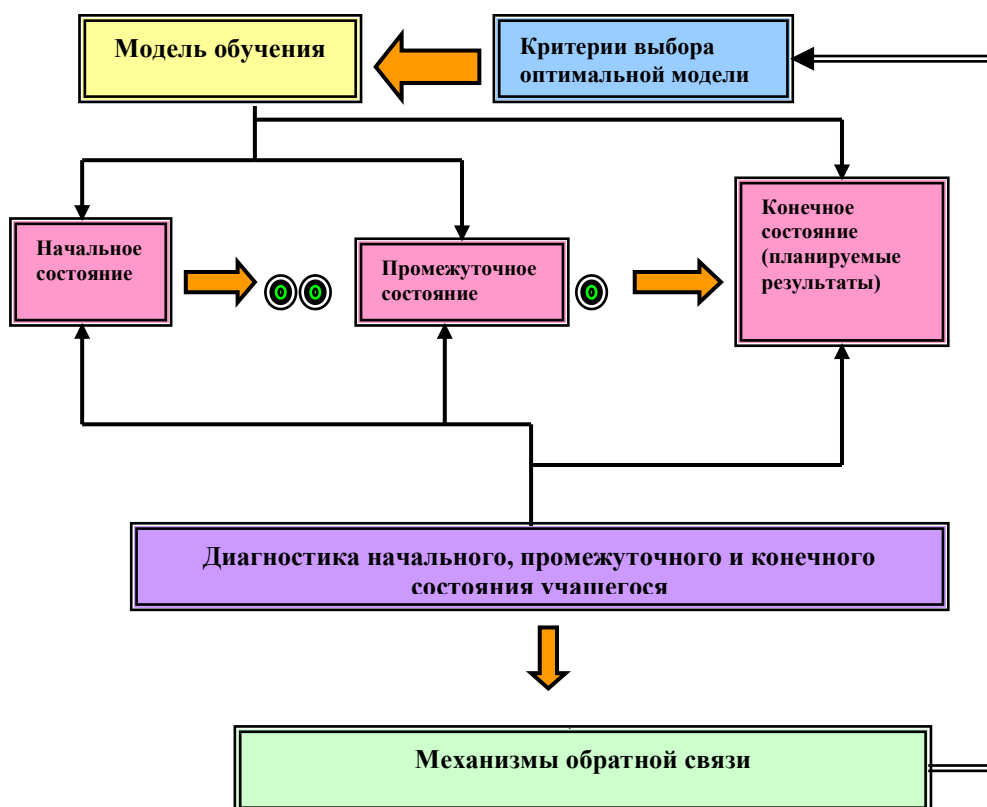 Модель обучения
Критерии выбора
оптимальной модели
Начальное
состояние
Промежуточное
состояние
Конечное
состояние
(планируемые
результаты)
Диагностика начального, промежуточного и конечного
состояния учащегося
Механизмы обратной связи